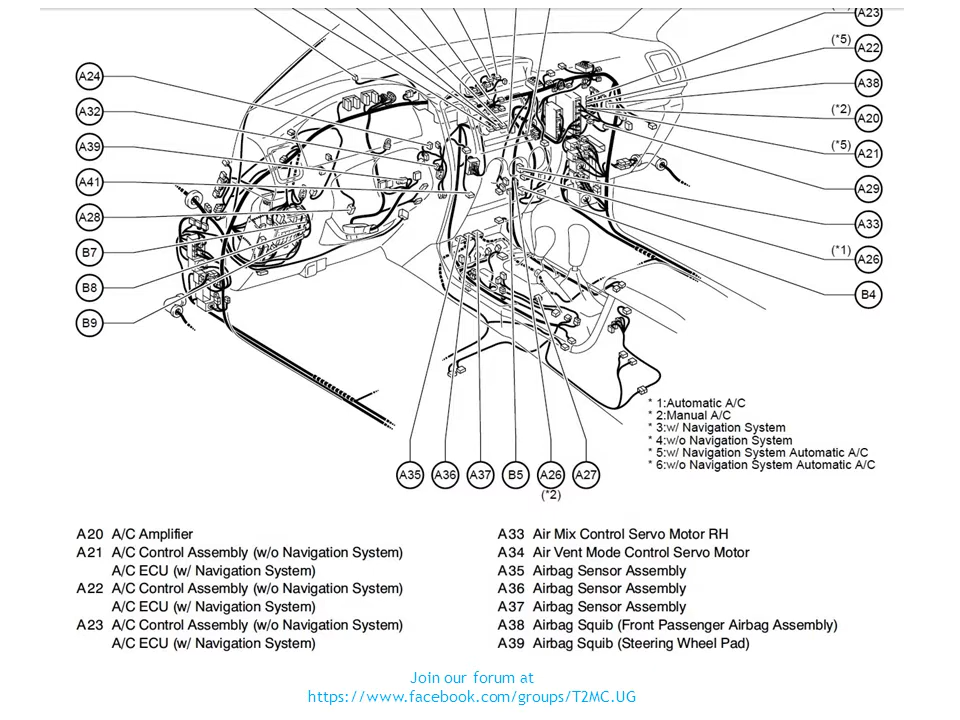 A23
(*5)
A22
A24
A38
(*2)
A32
A20
(*5)
A39
A21
A41
A29
A28
A33
B7
(*1)
A26
B8
B4
B9
* 1:Automatic A/C
* 2:Manual A/C
* 3:w/ Navigation System
* 4:w/o Navigation System
* 5:w/ Navigation System Automatic A/C
* 6:w/o Navigation System Automatic A/C
A35 A36 A37 B5 A26 A27
(*2)
A20 A/C Amplifier
A21 A/C Control Assembly (w/o Navigation System)
A/C ECU (w/ Navigation System)
A22 A/C Control Assembly (w/o Navigation System)
A/C ECU (w/ Navigation System)
A23 A/C Control Assembly (w/o Navigation System)
A/C ECU (w/ Navigation System)
A33 Air Mix Control Servo Motor RH
A34 Air Vent Mode Control Servo Motor
A35 Airbag Sensor Assembly
A36 Airbag Sensor Assembly
A37 Airbag Sensor Assembly
A38 Airbag Squib (Front Passenger Airbag Assembly)
A39 Airbag Squib (Steering Wheel Pad)
Join our forum at
https://www.facebook.com/groups/T2MC.UG